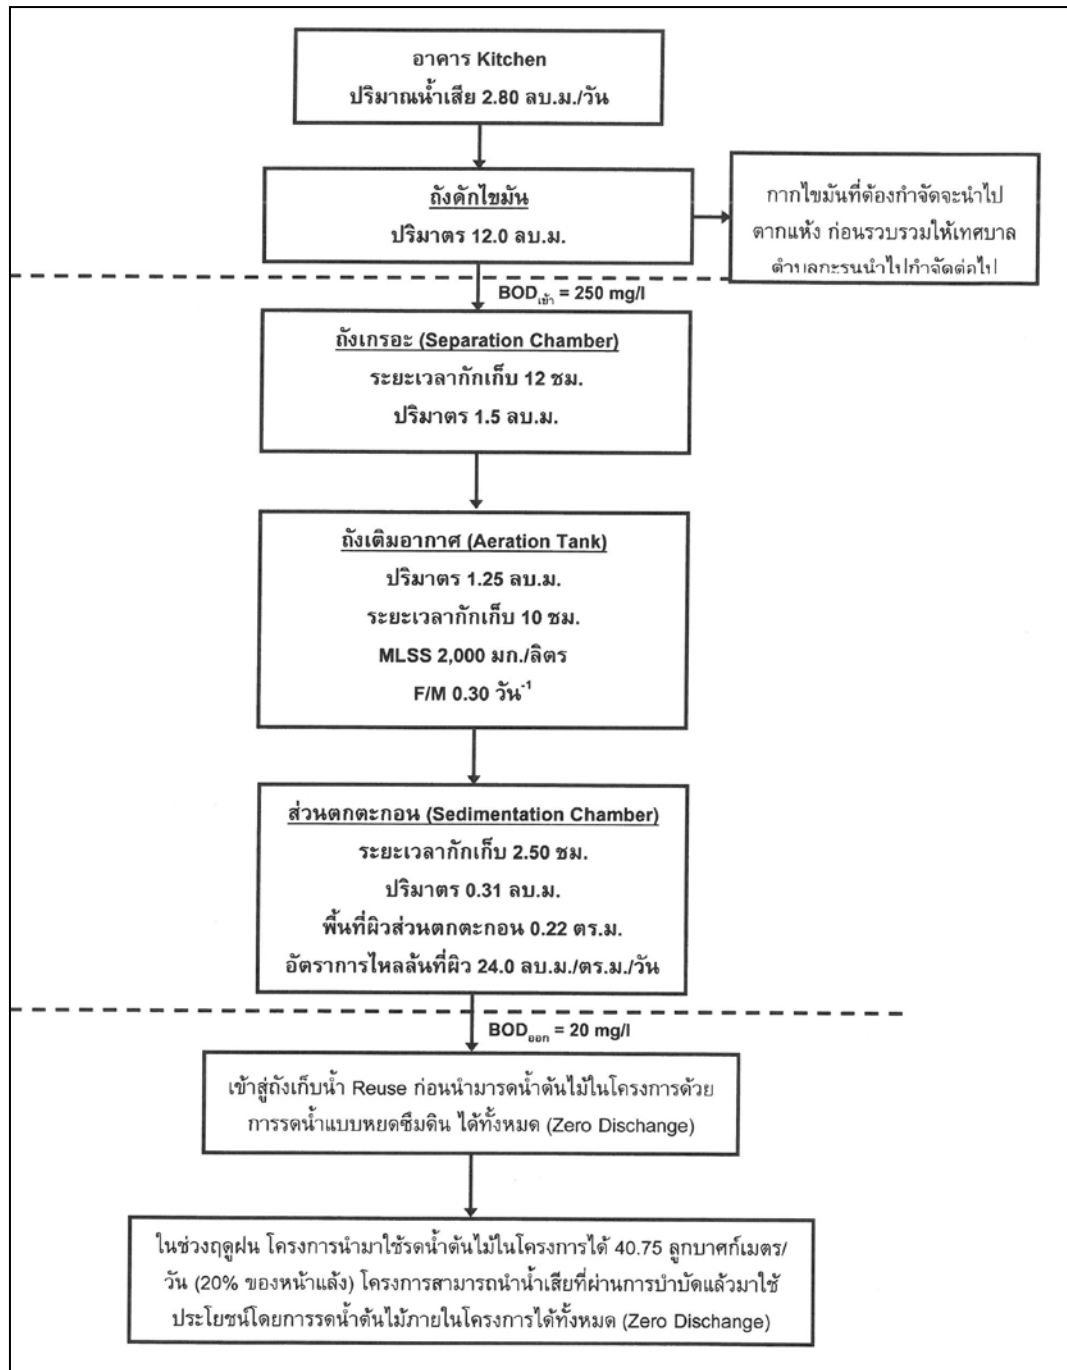 อาคาร Kitchen
ปริมาณน้ำเสีย 2.80 ลบ.ม./วัน
ถังดักไขมัน
ปริมาตร 12.0 ลบ.ม.
กากไขมันที่ต้องกำจัดจะนำไป
ตากแห้ง ก่อนรวบรวมให้เทศบาล
ตำบลกะรนนำไปกำจัดต่อไป
BODเข้า = 250 mg/l
ถังเกรอะ (Separation Chamber)
ระยะเวลากักเก็บ 12 ชม.
ปริมาตร 1.5 ลบ.ม.
ถังเติมอากาศ (Aeration Tank)
ปริมาตร 1.25 ลบ.ม.
ระยะเวลากักเก็บ 10 ชม.
MLSS 2,000 มก./ลิตร
F/M 0.30 วัน⁻¹
ส่วนตกตะกอน (Sedimentation Chamber)
ระยะเวลากักเก็บ 2.50 ชม.
ปริมาตร 0.31 ลบ.ม.
พื้นที่ผิวส่วนตกตะกอน 0.22 ตร.ม.
อัตราการไหลล้นที่ผิว 24.0 ลบ.ม./ตร.ม./วัน
BODออก = 20 mg/l
เข้าสู่ถังเก็บน้ำ Reuse ก่อนนำมารดน้ำต้นไม้ในโครงการด้วย
การรดน้ำแบบหยดซึมดิน ได้ทั้งหมด (Zero Dischange)
ในช่วงฤดูฝน โครงการนำมาใช้รดน้ำต้นไม้ในโครงการได้ 40.75 ลูกบาศก์เมตร/
วัน (20% ของหน้าแล้ง) โครงการสามารถนำน้ำเสียที่ผ่านการบำบัดแล้วมาใช้
ประโยชน์โดยการรดน้ำต้นไม้ภายในโครงการได้ทั้งหมด (Zero Dischange)